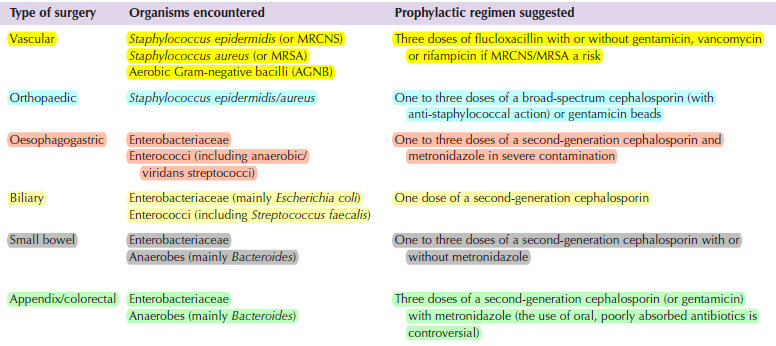 Type of surgery Organisms encountered Prophylactic regimen suggested
Vascular Staphylococcus epidermidis (or MRCNS) Three doses of flucloxacillin with or without gentamicin, vancomycin
Staphylococcus aureus (or MRSA) or rifampicin if MRCNS/MRSA a risk
Aerobic Gram-negative bacilli (AGNB)
Orthopaedic Staphylococcus epidermidis/aureus One to three doses of a broad-spectrum cephalosporin (with
anti-staphylococcal action) or gentamicin beads
Oesophagogastric Enterobacteriaceae One to three doses of a second-generation cephalosporin and
Enterococci (including anaerobic/ metronidazole in severe contamination
viridans streptococci)
Biliary Enterobacteriaceae (mainly Escherichia coli) One dose of a second-generation cephalosporin
Enterococci (including Streptococcus faecalis)
Small bowel Enterobacteriaceae One to three doses of a second-generation cephalosporin with or
Anaerobes (mainly Bacteroides) without metronidazole
Appendix/colorectal Enterobacteriaceae Three doses of a second-generation cephalosporin (or gentamicin)
Anaerobes (mainly Bacteroides) with metronidazole (the use of oral, poorly absorbed antibiotics is
controversial)